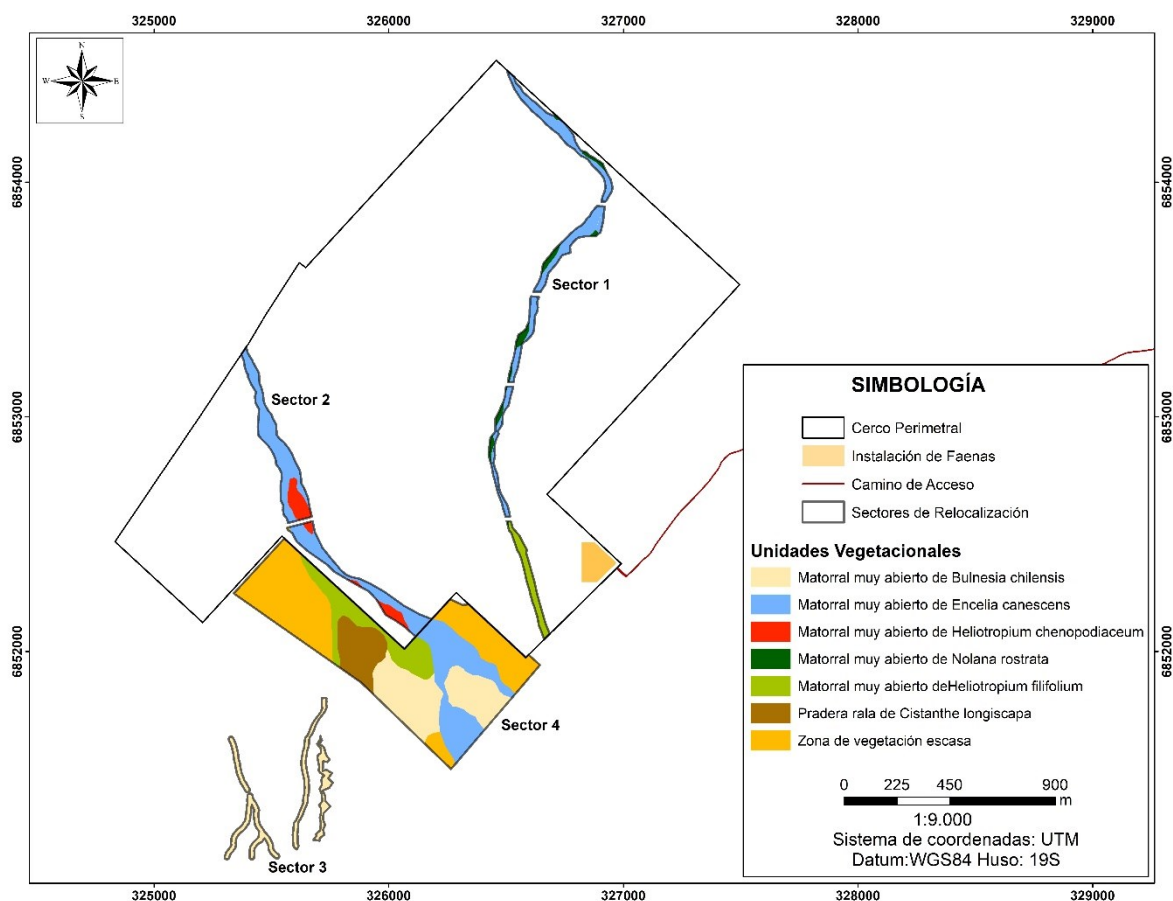 325000 326000 327000 328000 329000
N
W E
S
6854000 6854000
Sector 1
SIMBOLOGÍA
Sector 2
6853000 6853000
Cerco Perimetral
Instalación de Faenas
Camino de Acceso
Sectores de Relocalización
Unidades Vegetacionales
Matorral muy abierto de Bulnesia chilensis
Matorral muy abierto de Encelia canescens
Matorral muy abierto de Heliotropium chenopodiaceum
6852000 6852000
Matorral muy abierto de Nolana rostrata
Matorral muy abierto deHeliotropium filifolium
Pradera rala de Cistanthe longiscapa
Sector 4
Zona de vegetación escasa
0 225 450 900
m
1:9.000
Sistema de coordenadas: UTM
Datum:WGS84 Huso: 19S
Sector 3
325000 326000 327000 328000 329000